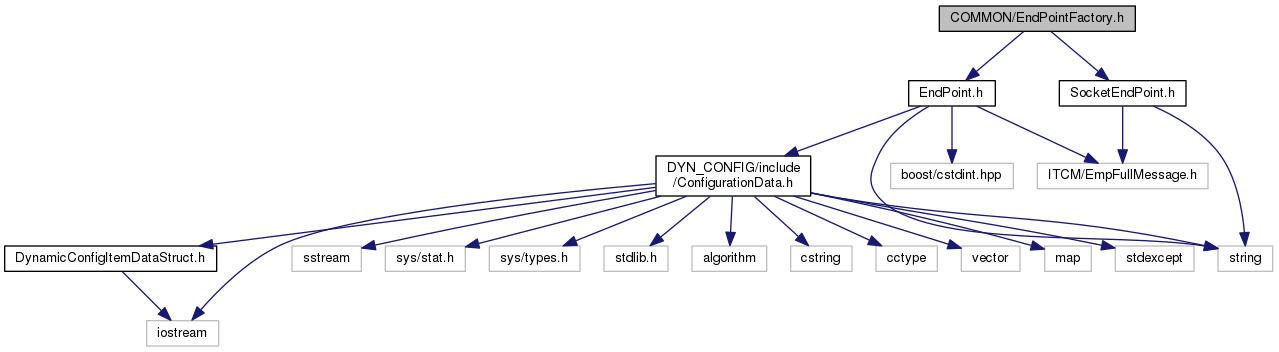 COMMON/EndPointFactory.h
EndPoint.h
SocketEndPoint.h
DYN_CONFIG/include
/ConfigurationData.h
boost/cstdint.hpp
ITCM/EmpFullMessage.h
DynamicConfigItemDataStruct.h
sstream
sys/stat.h
sys/types.h
stdlib.h
algorithm
cstring
cctype
vector
map
stdexcept
string
iostream